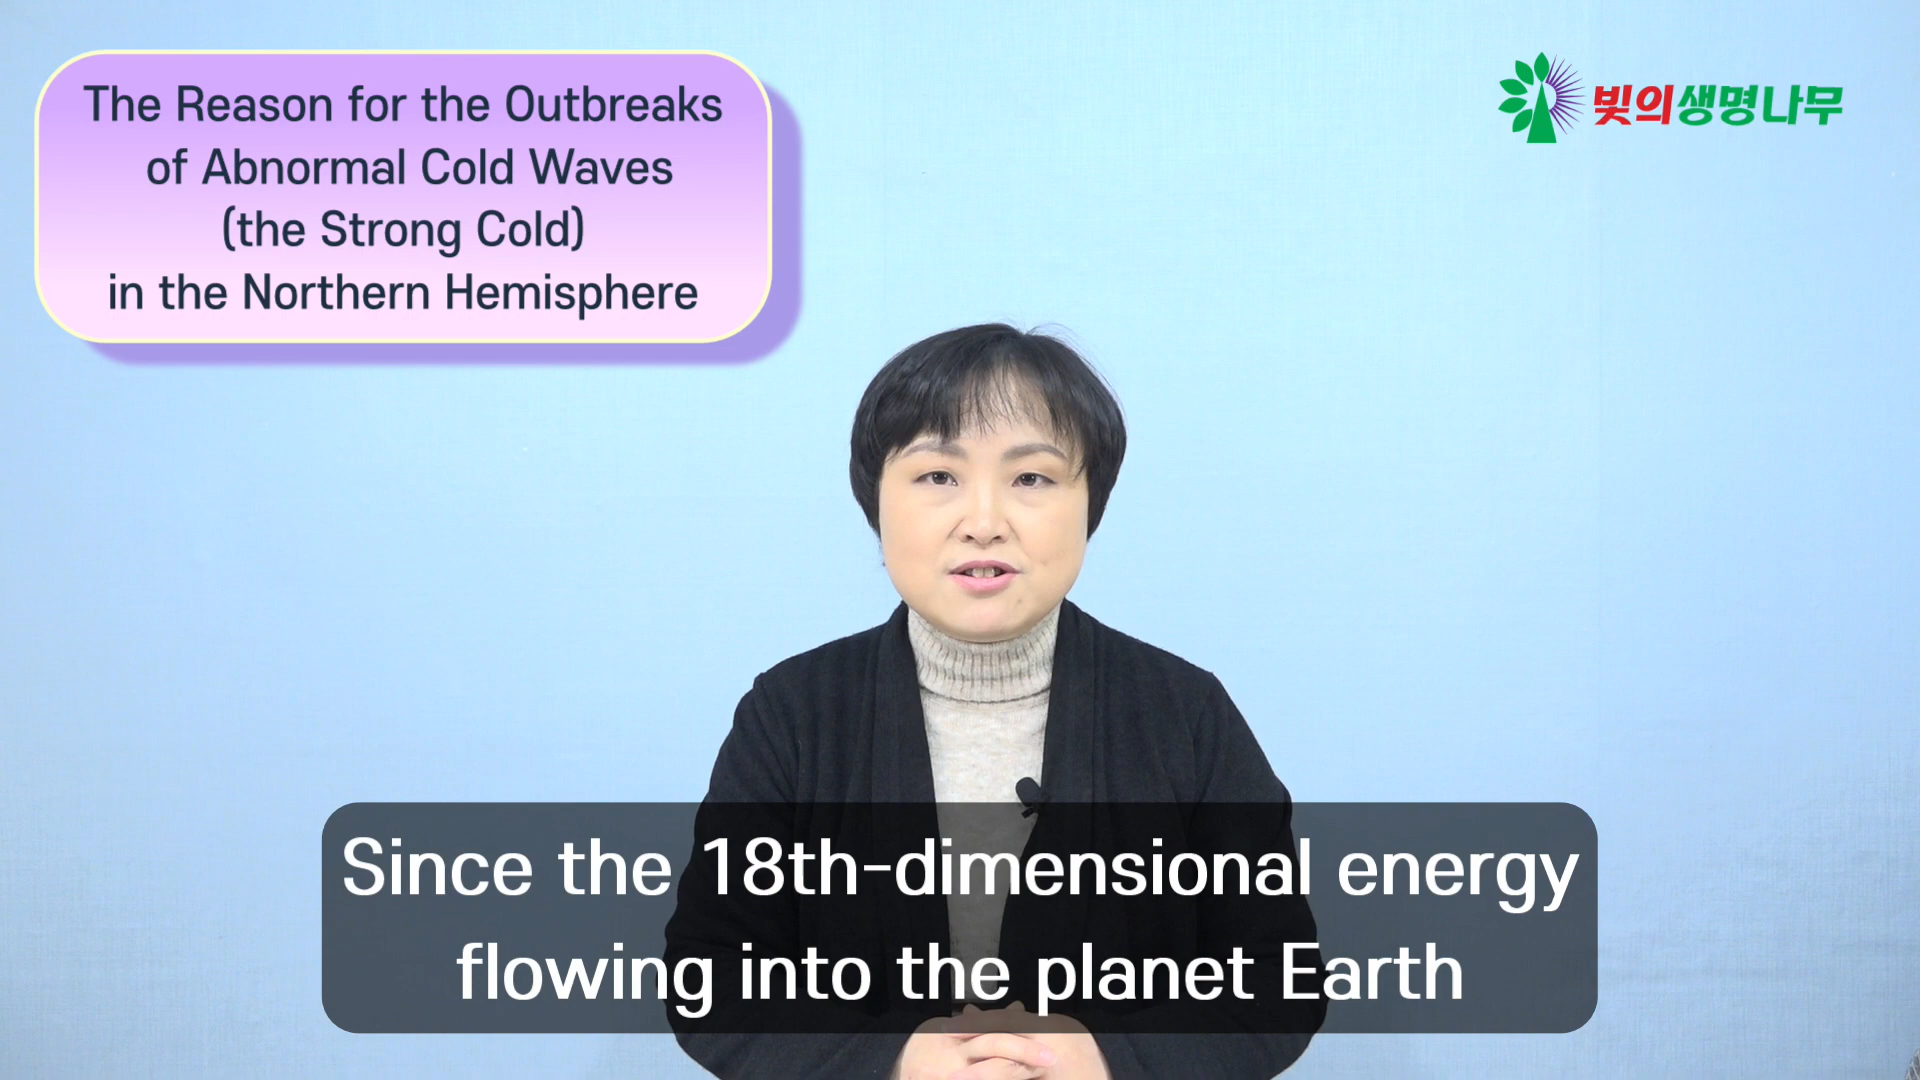 The Reason for the Outbreaks
of Abnormal Cold Waves
(the Strong Cold)
in the Northern Hemisphere
빛의생명나무
Since the 18th-dimensional energy
flowing into the planet Earth